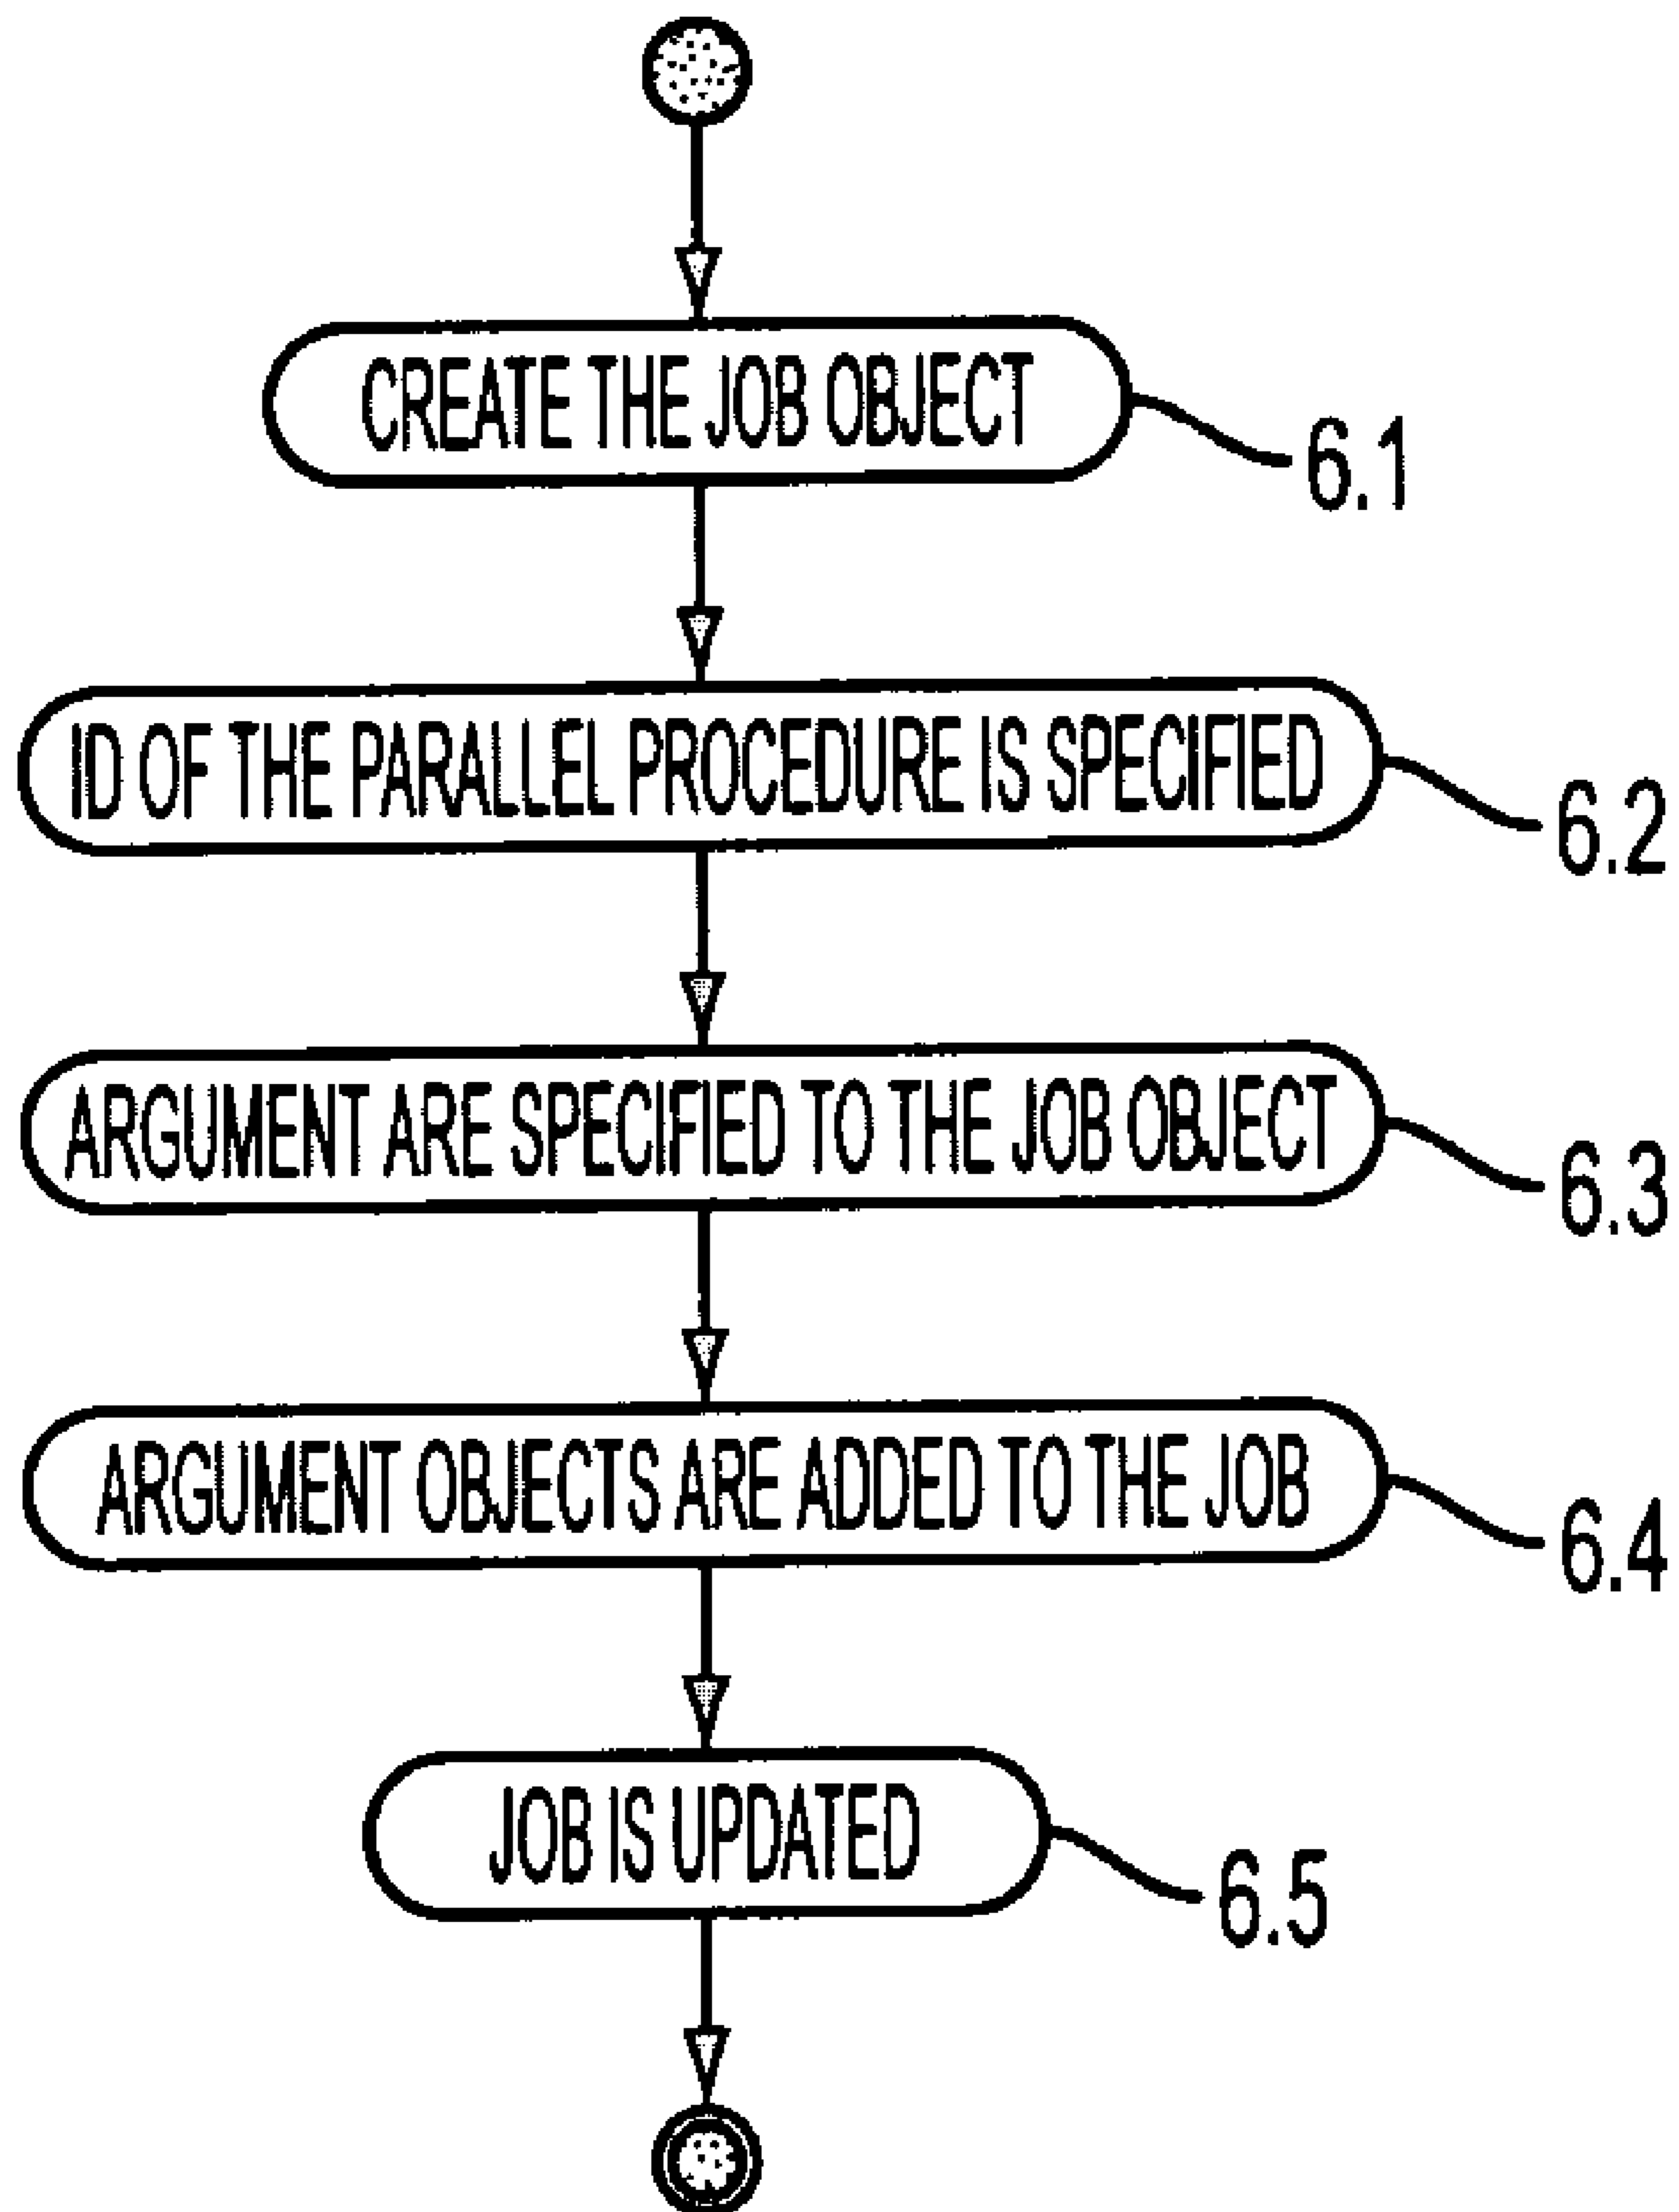 CREATE THE JOB OBJECT
6.1
ID OF THE PARALLEL PROCEDURE IS SPECIFIED
6.2
ARGUMENT ARE SPECIFIED TO THE JOB OBJECT
6.3
ARGUMENT OBJECTS ARE ADDED TO THE JOB
6.4
JOB IS UPDATED
6.5